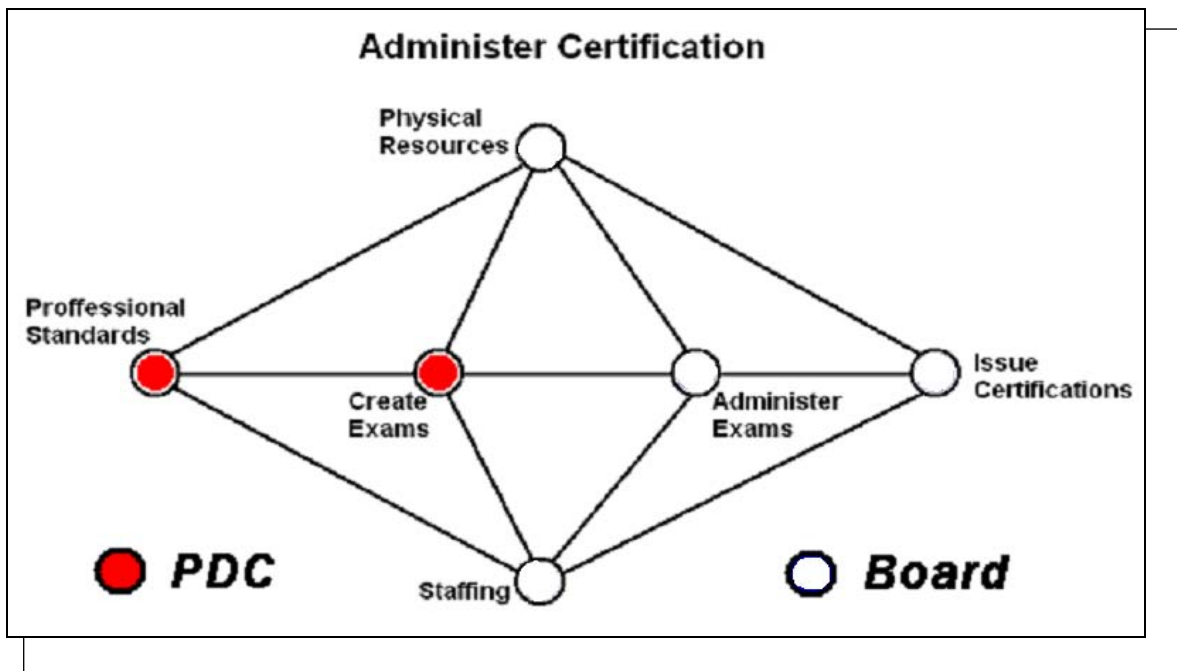 Administer Certification
Physical
Resources
Proffessional
Standards
Create
Exams
Administer
Exams
Issue
Certifications
Staffing
PDC
Board